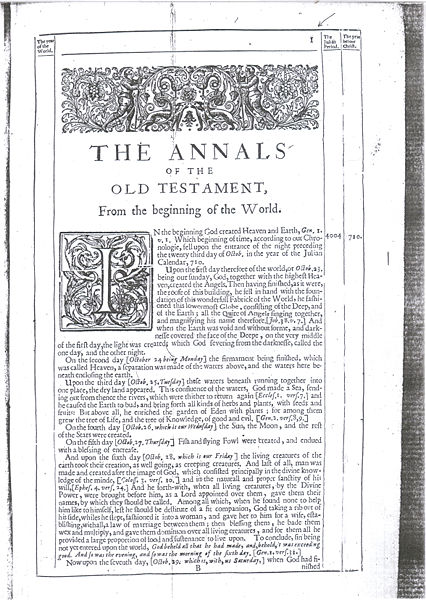 The year of the World.
1
The Julian Period.
The year before Christ.
THE ANNALS
OF THE
OLD TESTAMENT,
From the beginning of the World.
IN the beginning God created Heaven and Earth, Gen. 1.
v. 1. Which beginning of time, according to our Chro-
nologie, fell upon the entrance of the night preceding
the twenty third day of Octob, in the year of the Julian
Calendar, 710.
4004
710.
Upon the first day therefore of the world, or Octob. 23.
being our sunday, God, together with the highest Hea-
ven, created the Angels. Then having finished, as it were,
the roofe of this building, he fell in hand with the foun-
dation of this wonderfull Fabrick of the World, he fashi-
oned this lowermost Globe, consisting of the Deep, and
of the Earth; all the Quire of Angels singing together,
and magnifying his name therefore, [Job. 38. v. 7.] And
when the Earth was void and without forme, and dark-
nesse covered the face of the Deepe, on the very middle
of the first day, the light was created; which God severing from the darknesse, called the
one day, and the other night.
On the second day [October 24 being Monday] the firmament being finished, which
was called Heaven, a separation was made of the waters above, and the waters here be-
neath enclosing the earth.
Upon the third day [Octob. 25, Tuesday] these waters beneath running together into
one place, the dry land appeared. This confluence of the waters, God made a Sea, send-
ing out from thence the rivers, which were thither to return again [Eccles. 1. vers. 7.] and
he caused the Earth to bud, and bring forth all kinds of herbs and plants, with seeds and
fruits: But above all, he enriched the garden of Eden with plants; for among them
grew the tree of Life, and the tree of Knowledge, of good and evil. [Gen. 2. vers. 8, 9.]
On the fourth day [Octob. 26, which is our Wednesday] the Sun, the Moon, and the rest
of the Stars were created.
On the fifth day [Octob. 27, Thursday] Fish and flying Fowl were created, and endued
with a blessing of encrease.
And upon the sixth day [Octob. 28, which is our Friday] the living creatures of the
earth took their creation, as well going, as creeping creatures. And last of all, man was
made and created after the image of God, which consisted principally in the divine know-
ledge of the minde, [Coloss. 3. vers. 10.] and in the naturall and proper sanctity of his
will, [Ephes. 4. vers. 24.] And he forth-with, when all living creatures, by the Divine
Power, were brought before him, as a Lord appointed over them, gave them their
names, by which they should be called. Among all which, when he found none to help
him like to himself, lest he should be destitute of a fit companion, God taking a rib out of
his side, whiles he slept, fashioned it into a woman, and gave her to him for a wife, esta-
blishing, withall, a law of marriage between them; then blessing them, he bade them
wex and multiply, and gave them dominion over all living creatures, and for them all he
provided a large proportion of food and sustenance to live upon. To conclude, sin being
not yet entered upon the world, God beheld all that he had made, and, behold, it was exceeding
good. And so was the evening, and so was the morning of the sixth day, [Gen. 1. vers. 31.]
Now upon the seventh day, [Octob. 29. which is, with, us Saturday,] when God had fi-
B
nished